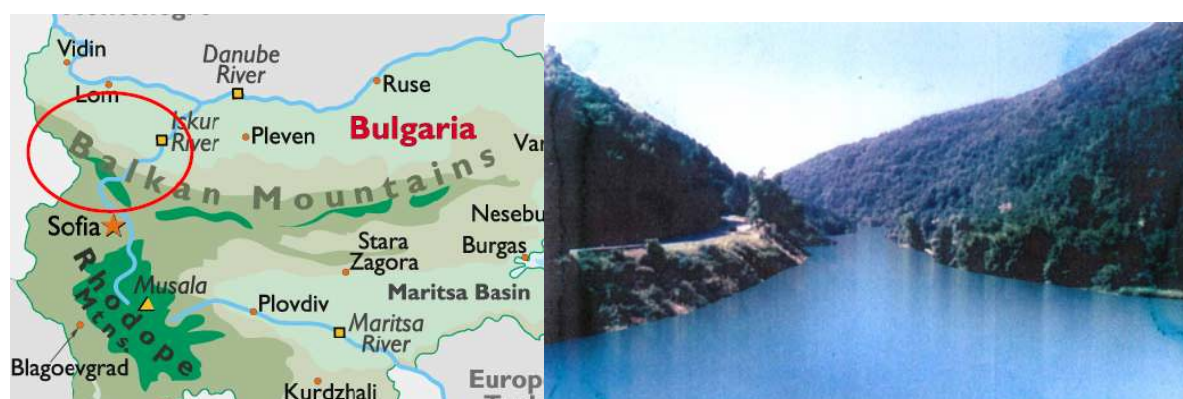 Vidin
Danube
River
Lom
Ruse
Iskur
River
Pleven
Bulgaria
Van
Balkan Mountains
Sofia
Nesebu
Stara
Zagora
Burgas
Rhodope
Mtns.
Musala
Maritsa Basin
Plovdiv
Maritsa
River
Blagoevgrad
Kurdzhali
Europ